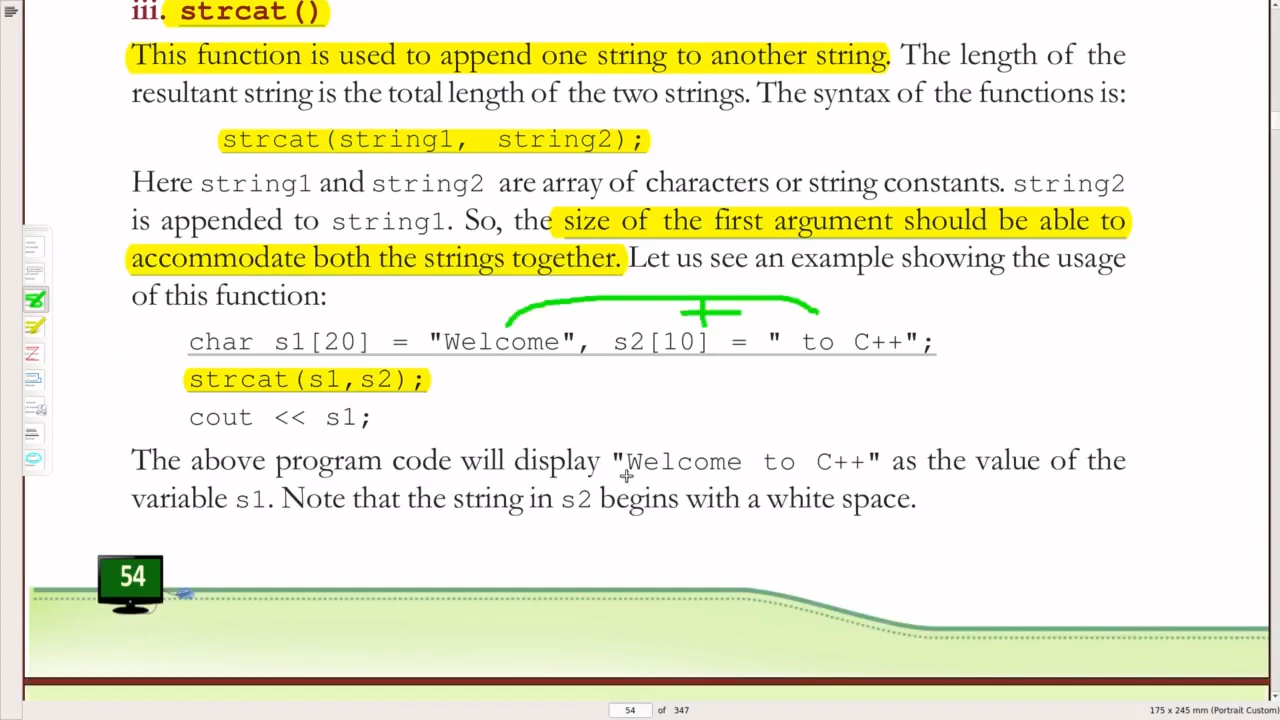 iii. strcat()
This function is used to append one string to another string. The length of the
resultant string is the total length of the two strings. The syntax of the functions is:
strcat(string1, string2);
Here string1 and string2 are array of characters or string constants. string2
is appended to string1. So, the size of the first argument should be able to
accommodate both the strings together. Let us see an example showing the usage
of this function:
char s1[20] = "Welcome", s2[10] = " to C++";
strcat(s1,s2);
cout << s1;
The above program code will display "Welcome to C++" as the value of the
variable s1. Note that the string in s2 begins with a white space.
54
54 of 347
175 x 245 mm (Portrait Custom)